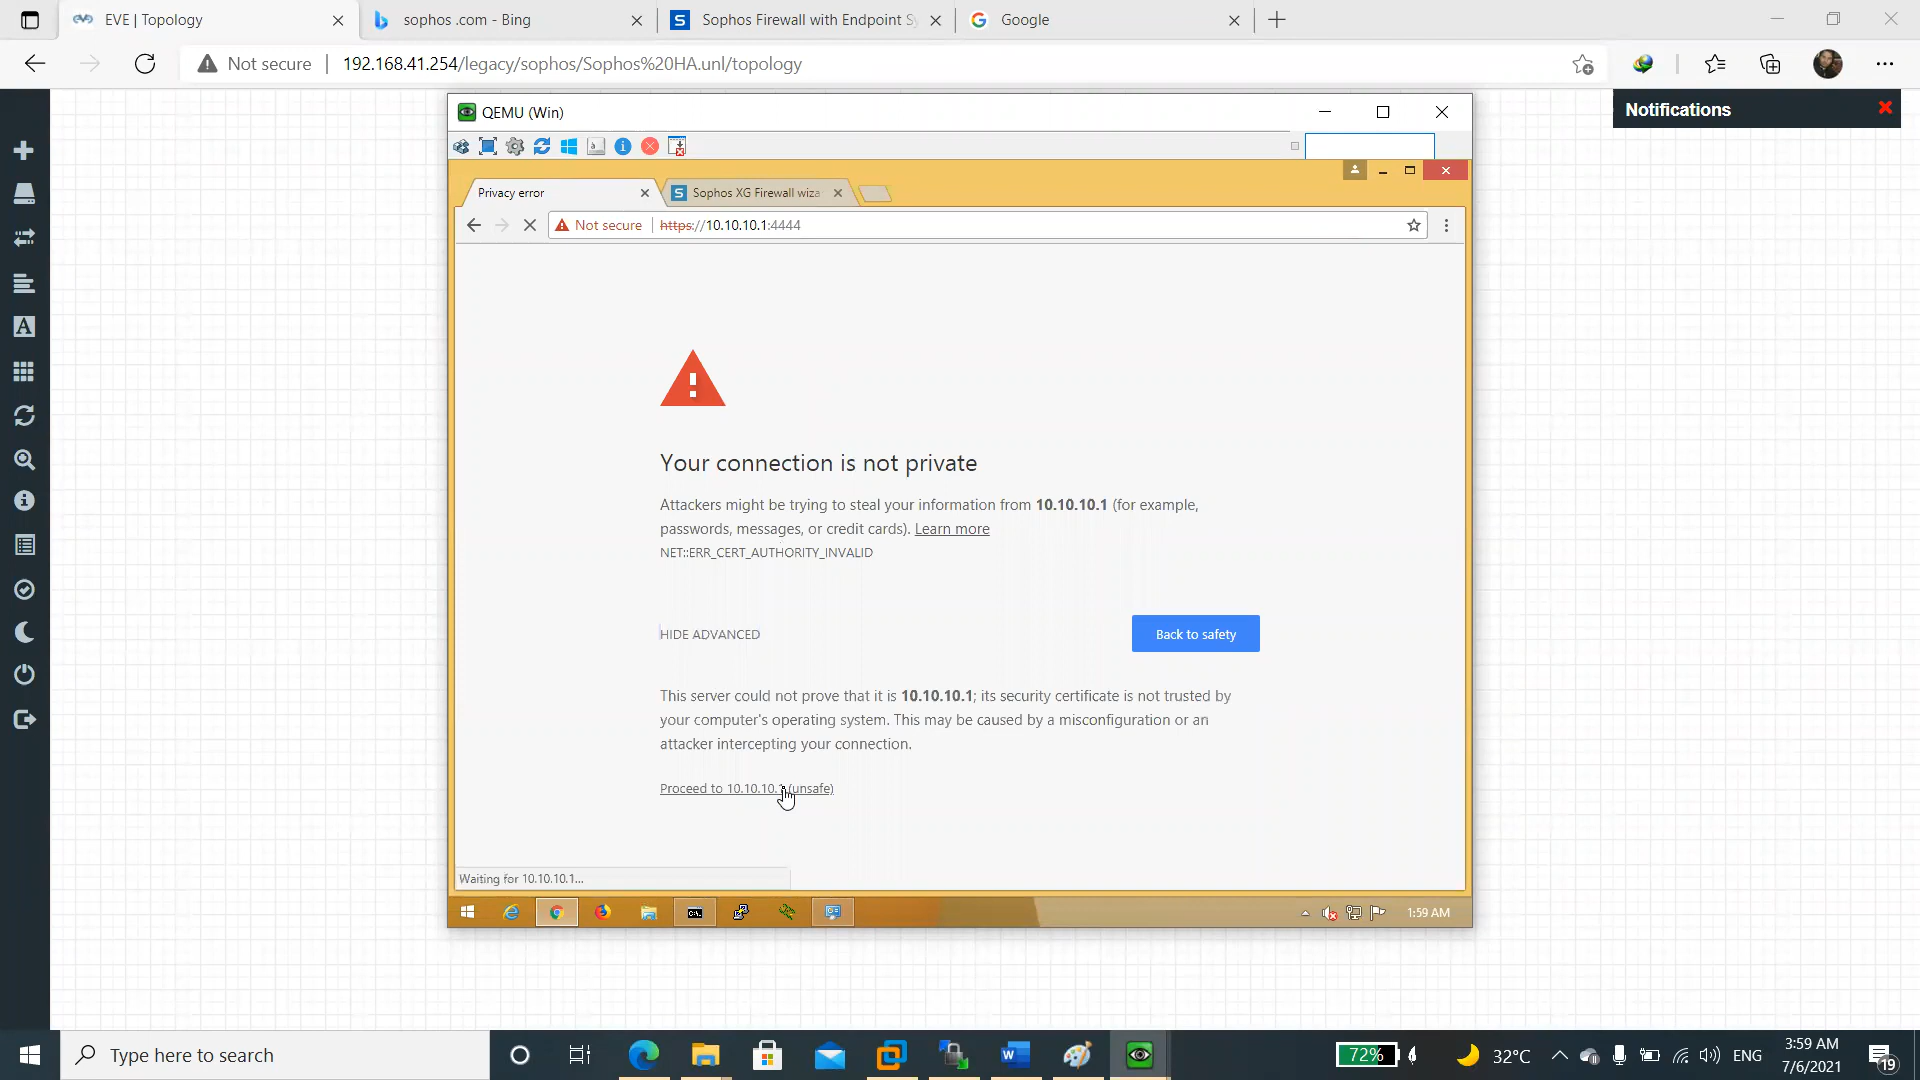 EVE | Topology
sophos .com - Bing
Sophos Firewall with Endpoint Sy
Google
Not secure
192.168.41.254/legacy/sophos/Sophos%20HA.unl/topology
Notifications
QEMU (Win)
Privacy error
Sophos XG Firewall wiza
Not secure
https://10.10.10.1:4444
Your connection is not private
Attackers might be trying to steal your information from 10.10.10.1 (for example,
passwords, messages, or credit cards). Learn more
NET::ERR_CERT_AUTHORITY_INVALID
HIDE ADVANCED
Back to safety
This server could not prove that it is 10.10.10.1; its security certificate is not trusted by
your computer's operating system. This may be caused by a misconfiguration or an
attacker intercepting your connection.
Proceed to 10.10.10.1 (unsafe)
Waiting for 10.10.10.1...
1:59 AM
Type here to search
72%
32°C
ENG
3:59 AM
7/6/2021
19